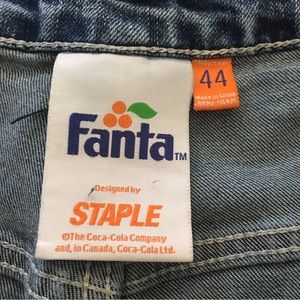 Fanta™
Designed by
STAPLE
©The Coca-Cola Company
and, in Canada, Coca-Cola Ltd.
44
MADE IN CHINA